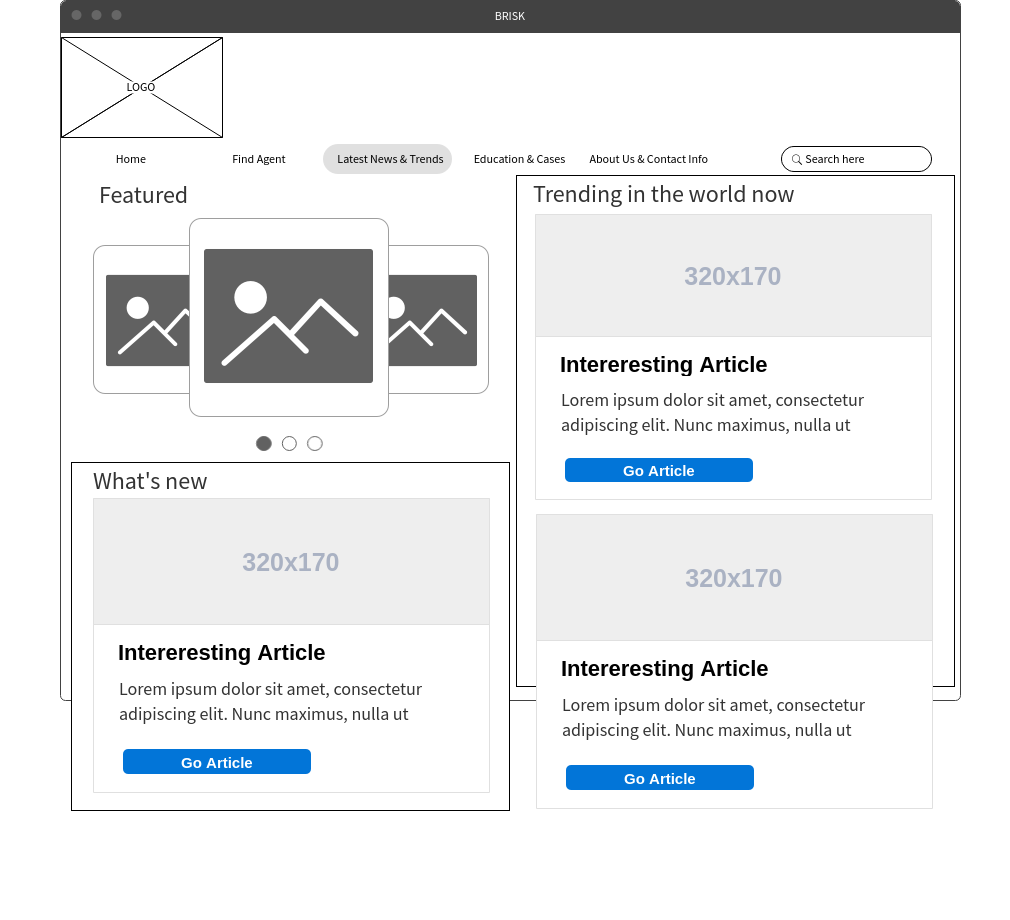 BRISK
LOGO
Home
Find Agent
Latest News & Trends
Education & Cases
About Us & Contact Info
Search here
Featured
What's new
320x170
Intereresting Article
Lorem ipsum dolor sit amet, consectetur
adipiscing elit. Nunc maximus, nulla ut
Go Article
Trending in the world now
320x170
Intereresting Article
Lorem ipsum dolor sit amet, consectetur
adipiscing elit. Nunc maximus, nulla ut
Go Article
320x170
Intereresting Article
Lorem ipsum dolor sit amet, consectetur
adipiscing elit. Nunc maximus, nulla ut
Go Article